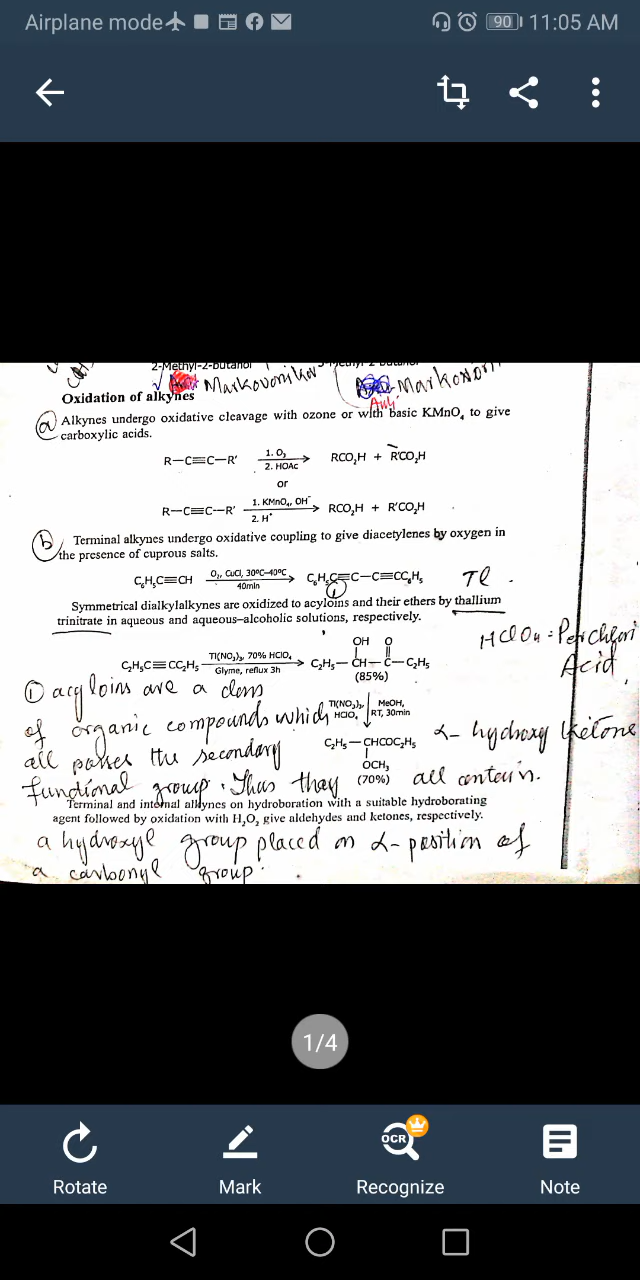 Airplane mode 90 11:05 AM
2-Methyl-2-butanol
Markovonikov Markovoni
Anti
Oxidation of alkynes
a Alkynes undergo oxidative cleavage with ozone or with basic KMnO₄ to give
carboxylic acids.
R—C≡C—R' 1. O₃ 2. HOAc → RCO₂H + R'CO₂H
or
R—C≡C—R' 1. KMnO₄, OH⁻ 2. H⁺ → RCO₂H + R'CO₂H
b Terminal alkynes undergo oxidative coupling to give diacetylenes by oxygen in
the presence of cuprous salts.
C₆H₅C≡CH O₂, CuCl, 30°C–40°C 40min → C₆H₅C≡C—C≡CC₆H₅ Tl
1
Symmetrical dialkylalkynes are oxidized to acyloins and their ethers by thallium
trinitrate in aqueous and aqueous-alcoholic solutions, respectively.
HClO₄ = Perchlori
Acid
OH O
C₂H₅C≡CC₂H₅ Tl(NO₃)₃, 70% HClO₄ Glyme, reflux 3h → C₂H₅—CH—C—C₂H₅
(85%)
① acyloins are a class
of organic compounds which Tl(NO₃)₃, HClO₄ MeOH, RT, 30min
C₂H₅—CHCOC₂H₅ α- hydroxy ketone
all posses the secondary
OCH₃
functional group. Thus they (70%) all contain.
Terminal and internal alkynes on hydroboration with a suitable hydroborating
agent followed by oxidation with H₂O₂ give aldehydes and ketones, respectively.
a hydroxyl group placed on α- position of
a carbonyl group.
1/4
OCR
Rotate Mark Recognize Note